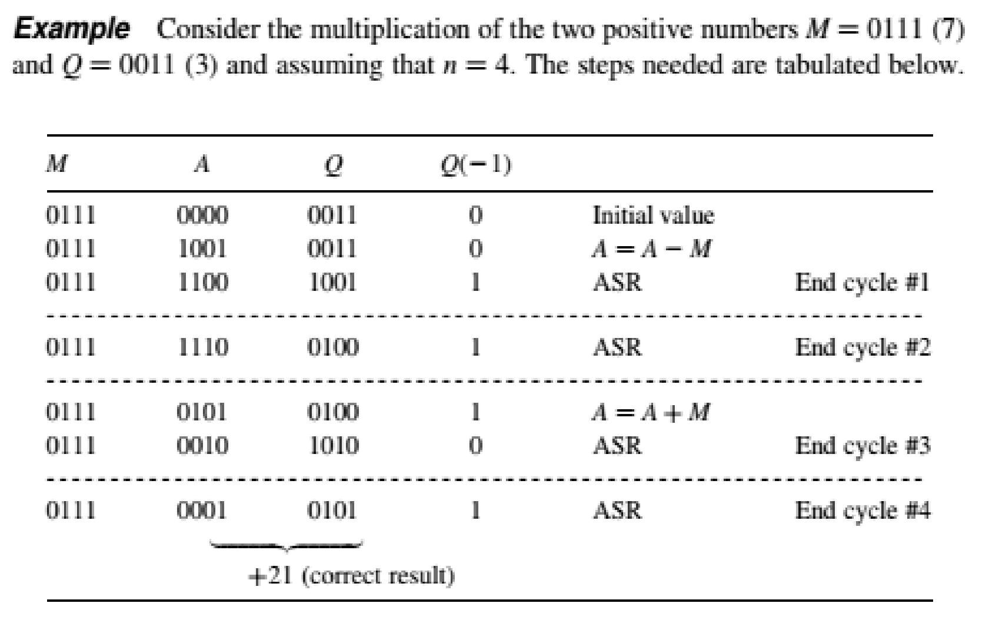 Example Consider the multiplication of the two positive numbers M = 0111 (7)
and Q = 0011 (3) and assuming that n = 4. The steps needed are tabulated below.
M A Q Q(−1)
0111 0000 0011 0 Initial value
0111 1001 0011 0 A = A − M
0111 1100 1001 1 ASR End cycle #1
0111 1110 0100 1 ASR End cycle #2
0111 0101 0100 1 A = A + M
0111 0010 1010 0 ASR End cycle #3
0111 0001 0101 1 ASR End cycle #4
+21 (correct result)